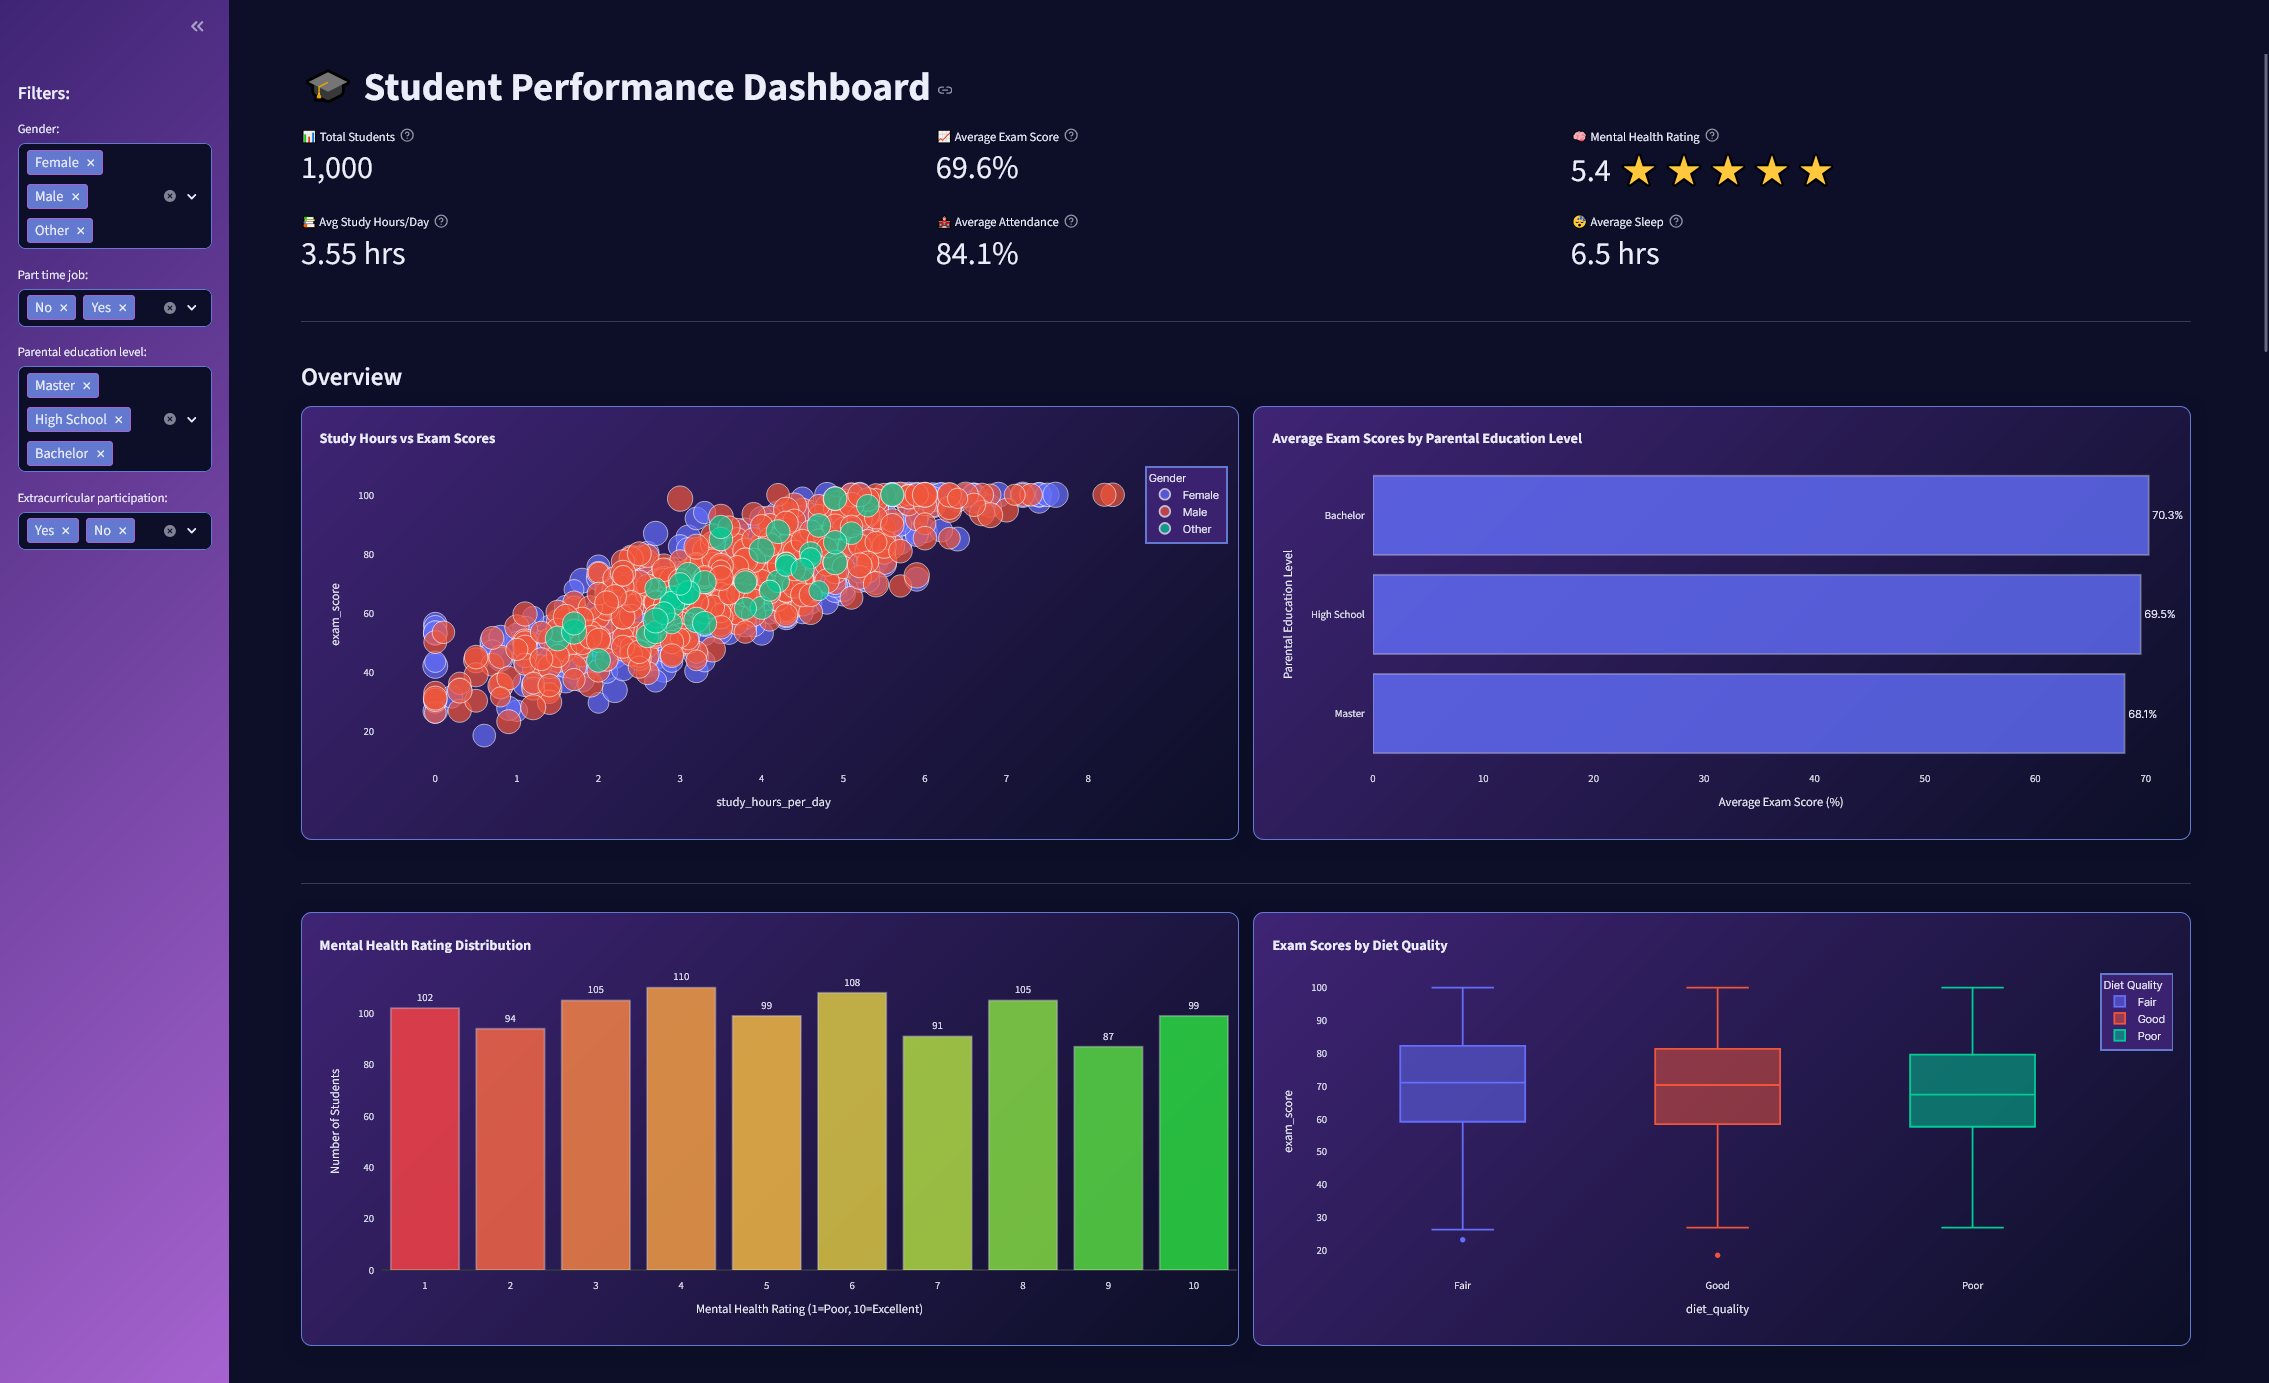 Filters:
Gender:
Female ×
Male ×
Other ×
Part time job:
No × Yes ×
Parental education level:
Master ×
High School ×
Bachelor ×
Extracurricular participation:
Yes × No ×
Student Performance Dashboard
Total Students
1,000
Average Exam Score
69.6%
Mental Health Rating
5.4
Avg Study Hours/Day
3.55 hrs
Average Attendance
84.1%
Average Sleep
6.5 hrs
Overview
Study Hours vs Exam Scores
exam_score
100
80
60
40
20
0 1 2 3 4 5 6 7 8
study_hours_per_day
Gender
Female
Male
Other
Average Exam Scores by Parental Education Level
Parental Education Level
Bachelor 70.3%
High School 69.5%
Master 68.1%
0 10 20 30 40 50 60 70
Average Exam Score (%)
Mental Health Rating Distribution
Number of Students
100
80
60
40
20
0
102 94 105 110 99 108 91 105 87 99
1 2 3 4 5 6 7 8 9 10
Mental Health Rating (1=Poor, 10=Excellent)
Exam Scores by Diet Quality
exam_score
100
90
80
70
60
50
40
30
20
Fair Good Poor
diet_quality
Diet Quality
Fair
Good
Poor